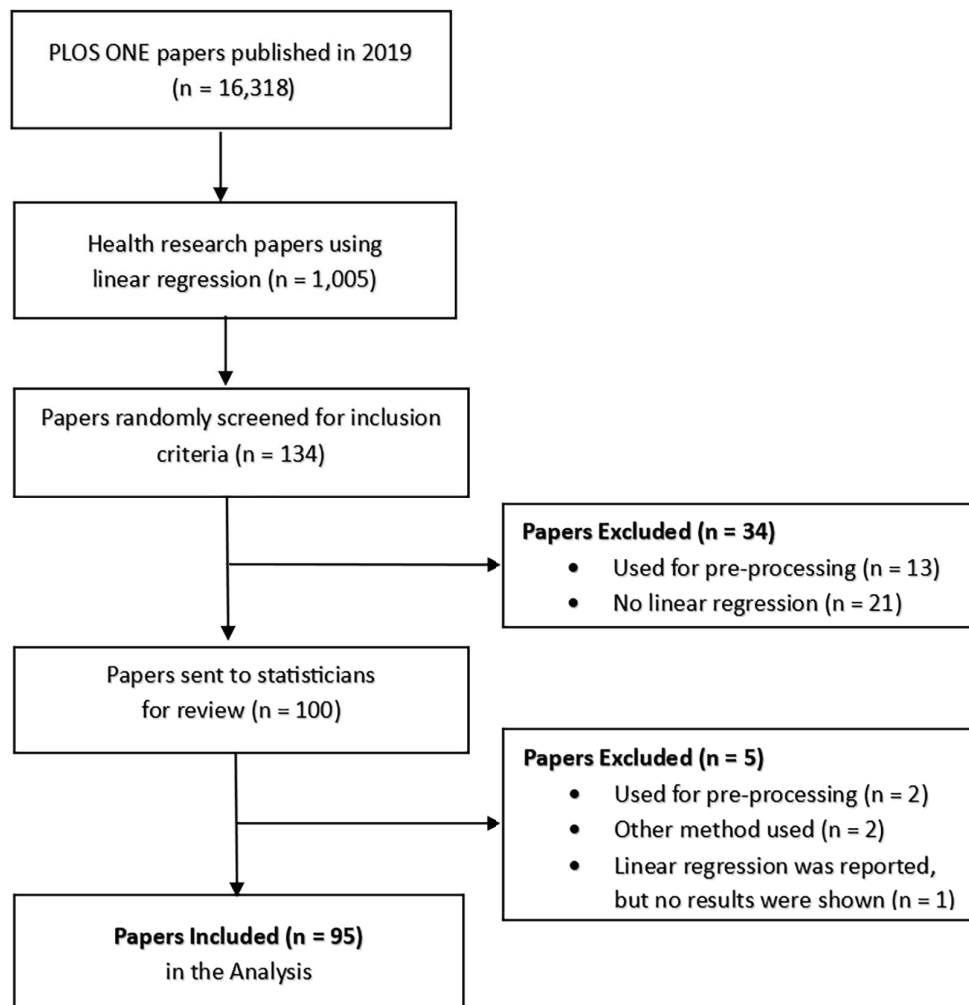 PLOS ONE papers published in 2019
(n = 16,318)
Health research papers using
linear regression (n = 1,005)
Papers randomly screened for inclusion
criteria (n = 134)
Papers Excluded (n = 34)
• Used for pre-processing (n = 13)
• No linear regression (n = 21)
Papers sent to statisticians
for review (n = 100)
Papers Excluded (n = 5)
• Used for pre-processing (n = 2)
• Other method used (n = 2)
• Linear regression was reported,
but no results were shown (n = 1)
Papers Included (n = 95)
in the Analysis